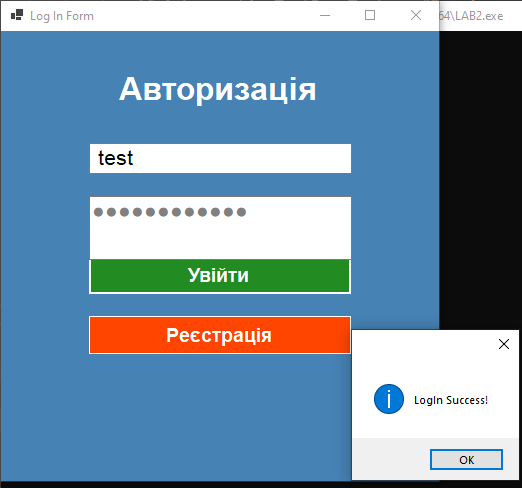 Log In Form
64\LAB2.exe
Авторизація
test
Увійти
Реєстрація
LogIn Success!
OK